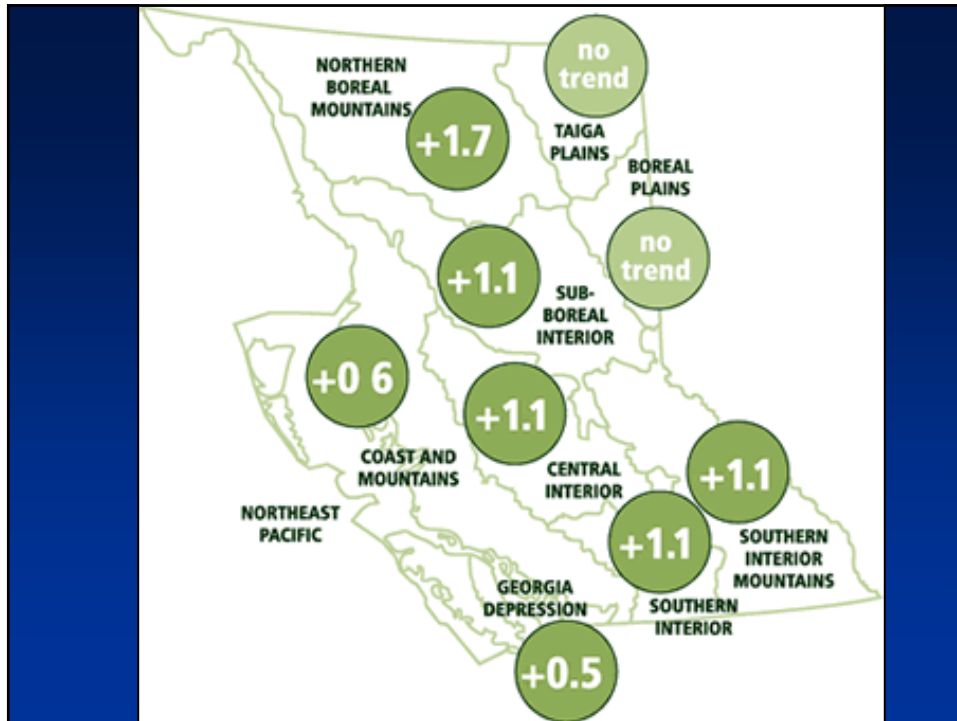 NORTHERN
BOREAL
MOUNTAINS
+1.7
no
trend
TAIGA
PLAINS
BOREAL
PLAINS
no
trend
+1.1
SUB-
BOREAL
INTERIOR
+0 6
COAST AND
MOUNTAINS
+1.1
CENTRAL
INTERIOR
+1.1
SOUTHERN
INTERIOR
MOUNTAINS
NORTHEAST
PACIFIC
+1.1
SOUTHERN
INTERIOR
GEORGIA
DEPRESSION
+0.5